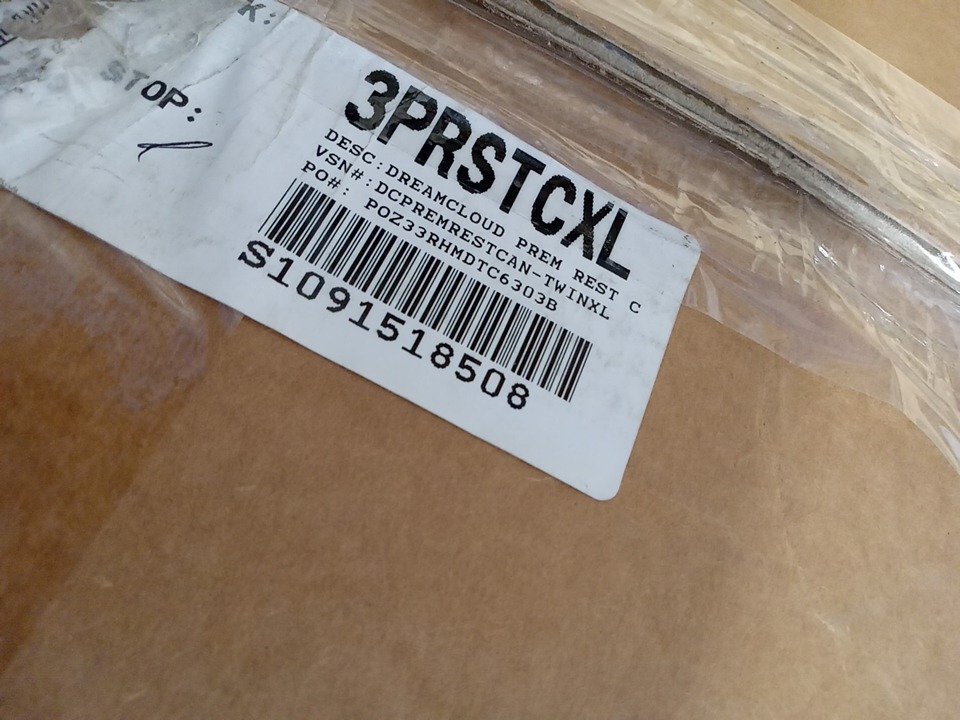 K:
STOP:
3PRSTCXL
DESC:DREAMCLOUD PREM REST C
VSN#:DCPREMRESTCAN-TWINXL
PO#: POZ33RHMDTC6303B
S1091518508